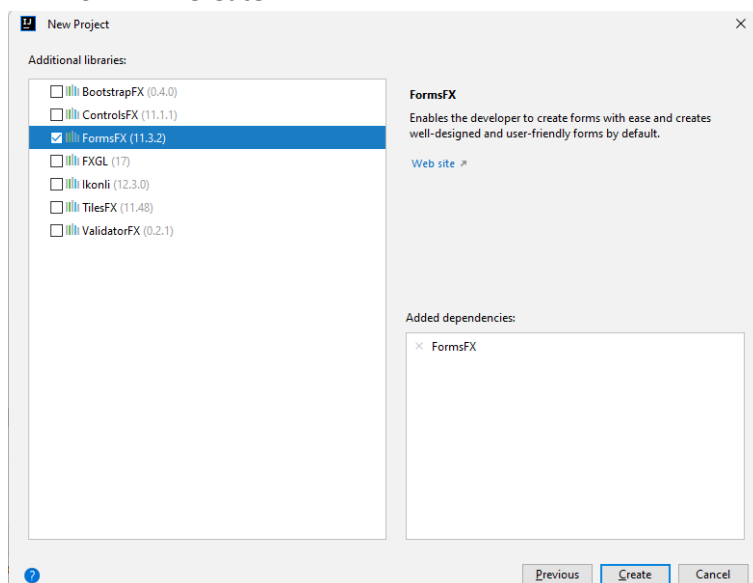 New Project
Additional libraries:
BootstrapFX (0.4.0)
ControlsFX (11.1.1)
FormsFX (11.3.2)
FXGL (17)
Ikonli (12.3.0)
TilesFX (11.48)
ValidatorFX (0.2.1)
FormsFX
Enables the developer to create forms with ease and creates
well-designed and user-friendly forms by default.
Web site ↗
Added dependencies:
× FormsFX
?
Previous
Create
Cancel